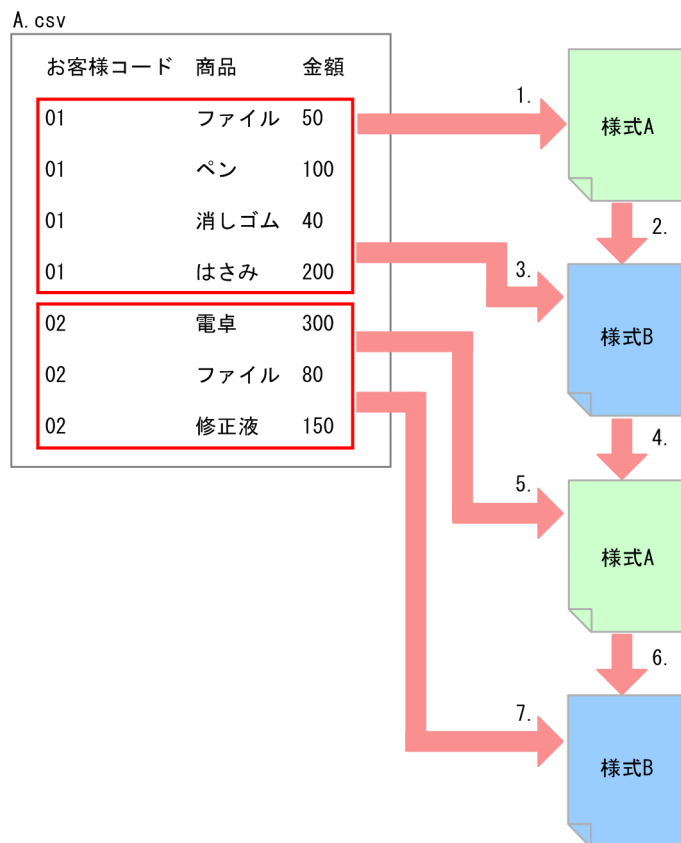 A.csv
お客様コード 商品 金額
01 ファイル 50
01 ペン 100
01 消しゴム 40
01 はさみ 200
02 電卓 300
02 ファイル 80
02 修正液 150
1.
様式A
2.
3.
様式B
4.
5.
様式A
6.
7.
様式B